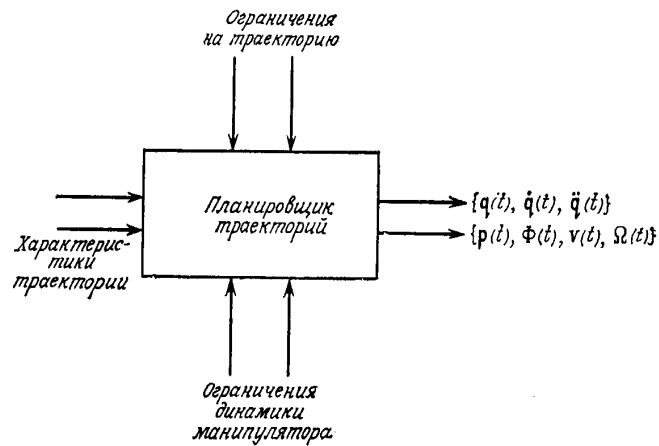 Ограничения
на траекторию
Планировщик
траекторий
{q(t), q̇(t), q̈(t)}
{p(t), Φ(t), v(t), Ω(t)}
Характерис-
тики
траектории
Ограничения
динамики
манипулятора